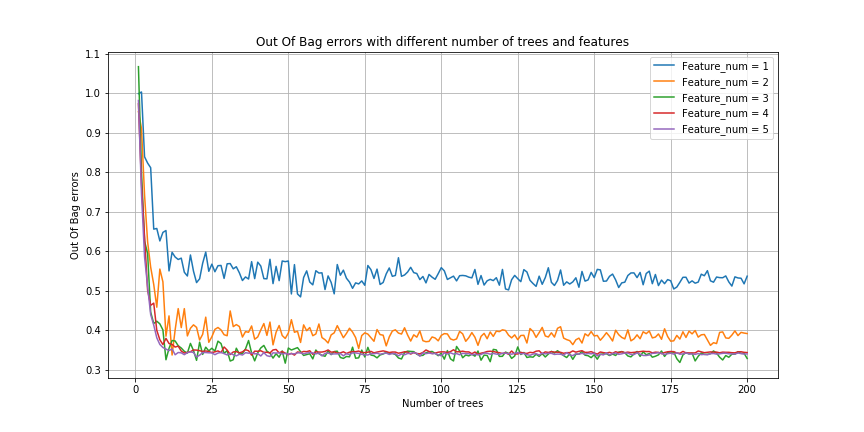 Out Of Bag errors with different number of trees and features
1.1
1.0
0.9
0.8
0.7
0.6
0.5
0.4
0.3
Out Of Bag errors
Feature_num = 1
Feature_num = 2
Feature_num = 3
Feature_num = 4
Feature_num = 5
0 25 50 75 100 125 150 175 200
Number of trees